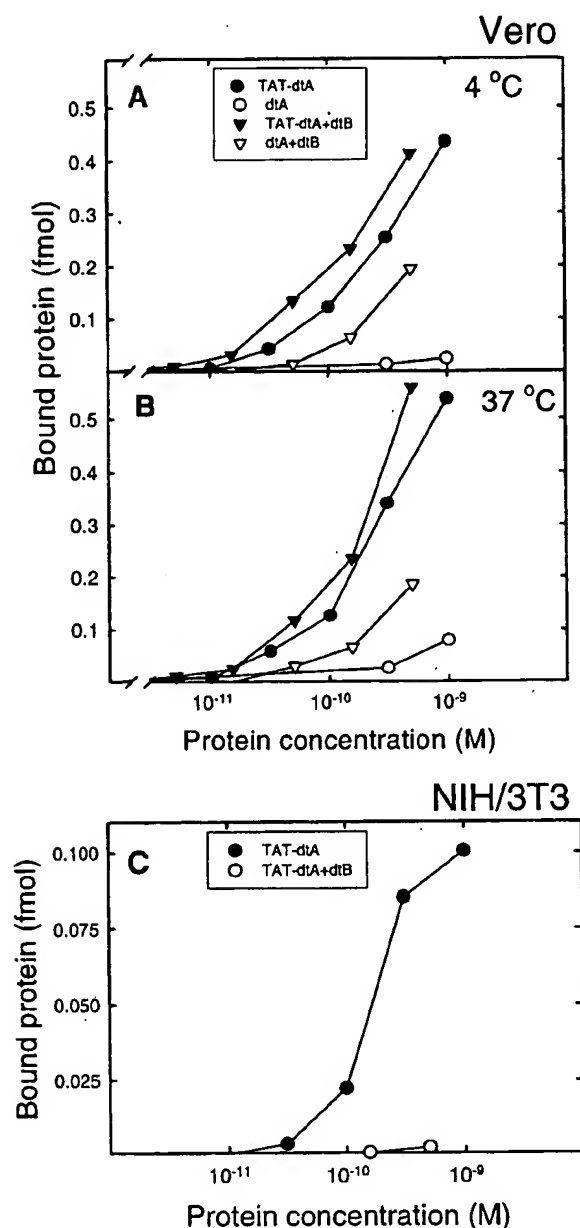 Vero
A
4 °C
TAT-dtA
dtA
TAT-dtA+dtB
dtA+dtB
0.5
0.4
0.3
0.2
0.1
Bound protein (fmol)
B
37 °C
0.5
0.4
0.3
0.2
0.1
10-11
10-10
10-9
Protein concentration (M)
NIH/3T3
C
TAT-dtA
TAT-dtA+dtB
0.100
0.075
0.050
0.025
Bound protein (fmol)
10-11
10-10
10-9
Protein concentration (M)